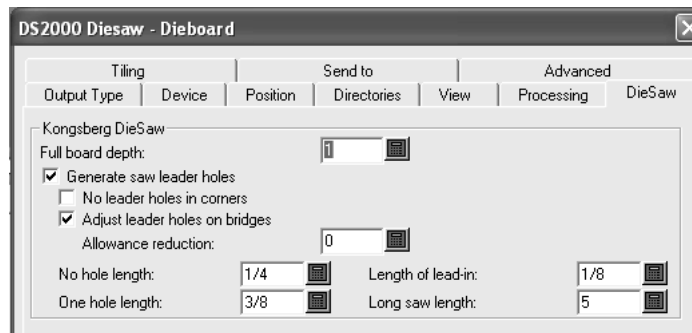 DS2000 Diesaw - Dieboard
Tiling Send to Advanced
Output Type Device Position Directories View Processing DieSaw
Kongsberg DieSaw
Full board depth: 1
Generate saw leader holes
No leader holes in corners
Adjust leader holes on bridges
Allowance reduction: 0
No hole length: 1/4 Length of lead-in: 1/8
One hole length: 3/8 Long saw length: 5